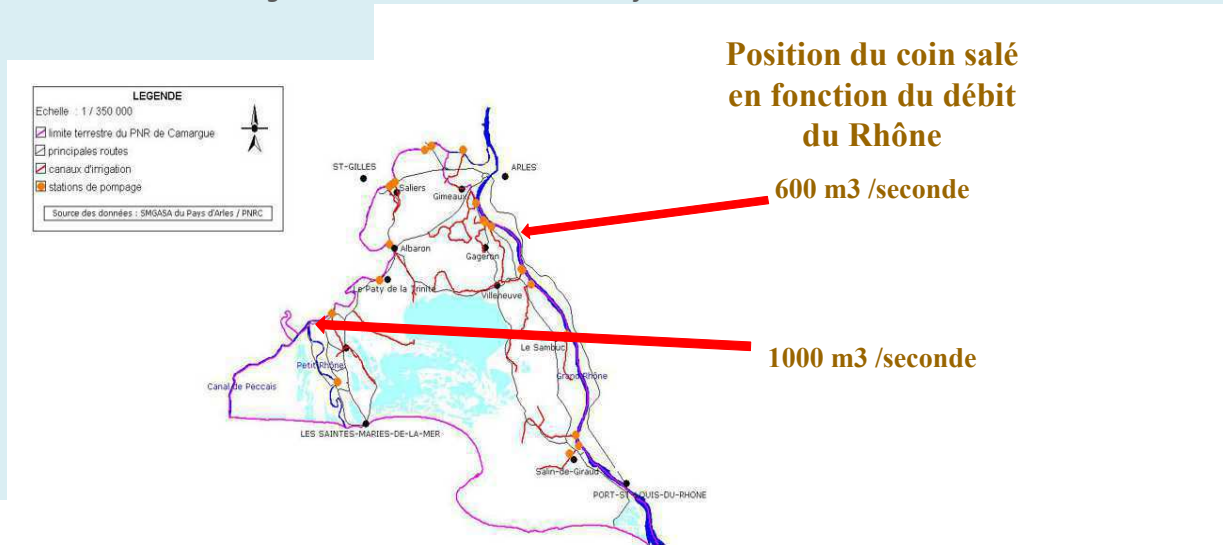 Position du coin salé
en fonction du débit
du Rhône
600 m3 /seconde
1000 m3 /seconde
LEGENDE
Echelle : 1 / 350 000
limite terrestre du PNR de Camargue
principales routes
canaux d'irrigation
stations de pompage
Source des données : SMGASA du Pays d'Arles / PNRC
ST-GILLES
ARLES
Saliers
Gimeaux
Albaron
Gageron
Le Paty de la Trinité
Villeneuve
Le Sambuc
Petit Rhône
Grand Rhône
Canal de Peccais
LES SAINTES-MARIES-DE-LA-MER
Salin-de-Giraud
PORT-ST-LOUIS-DU-RHONE